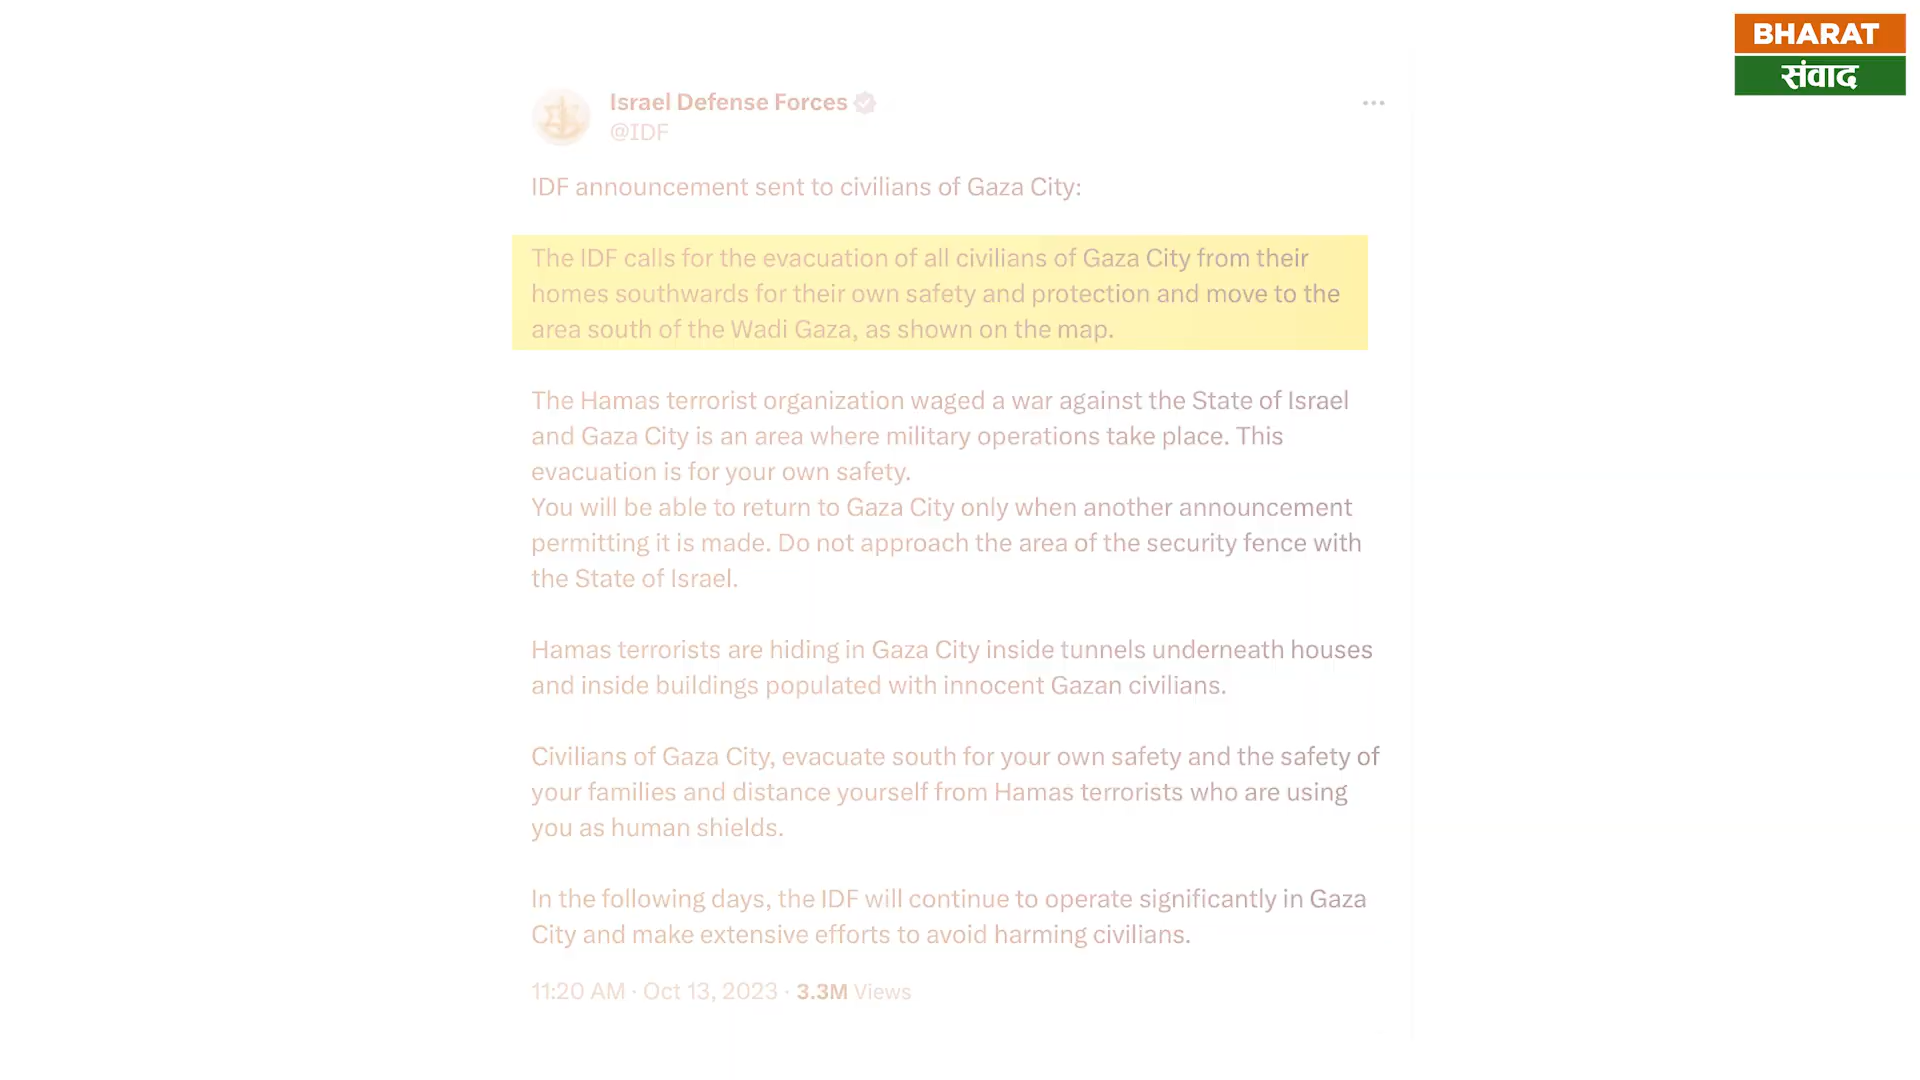 BHARAT
संवाद
Israel Defense Forces
@IDF
IDF announcement sent to civilians of Gaza City:
The IDF calls for the evacuation of all civilians of Gaza City from their
homes southwards for their own safety and protection and move to the
area south of the Wadi Gaza, as shown on the map.
The Hamas terrorist organization waged a war against the State of Israel
and Gaza City is an area where military operations take place. This
evacuation is for your own safety.
You will be able to return to Gaza City only when another announcement
permitting it is made. Do not approach the area of the security fence with
the State of Israel.
Hamas terrorists are hiding in Gaza City inside tunnels underneath houses
and inside buildings populated with innocent Gazan civilians.
Civilians of Gaza City, evacuate south for your own safety and the safety of
your families and distance yourself from Hamas terrorists who are using
you as human shields.
In the following days, the IDF will continue to operate significantly in Gaza
City and make extensive efforts to avoid harming civilians.
11:20 AM · Oct 13, 2023 · 3.3M Views